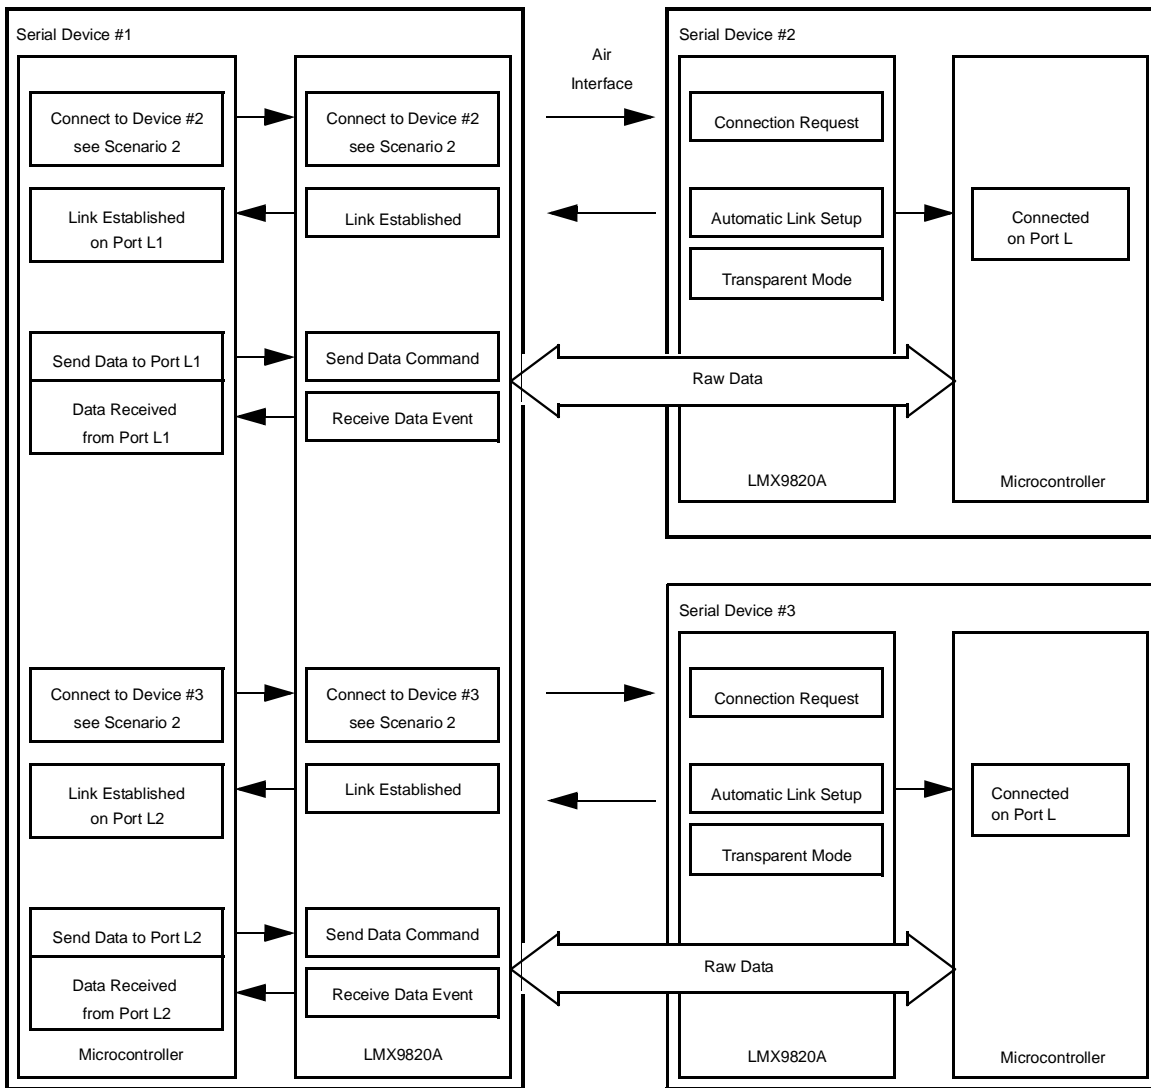 Serial Device #1
Connect to Device #2
see Scenario 2
Link Established
on Port L1
Send Data to Port L1
Data Received
from Port L1
Connect to Device #3
see Scenario 2
Link Established
on Port L2
Send Data to Port L2
Data Received
from Port L2
Microcontroller
Connect to Device #2
see Scenario 2
Link Established
Send Data Command
Receive Data Event
Connect to Device #3
see Scenario 2
Link Established
Send Data Command
Receive Data Event
LMX9820A
Air
Interface
Serial Device #2
Connection Request
Automatic Link Setup
Transparent Mode
Raw Data
LMX9820A
Connected
on Port L
Microcontroller
Serial Device #3
Connection Request
Automatic Link Setup
Transparent Mode
Raw Data
LMX9820A
Connected
on Port L
Microcontroller